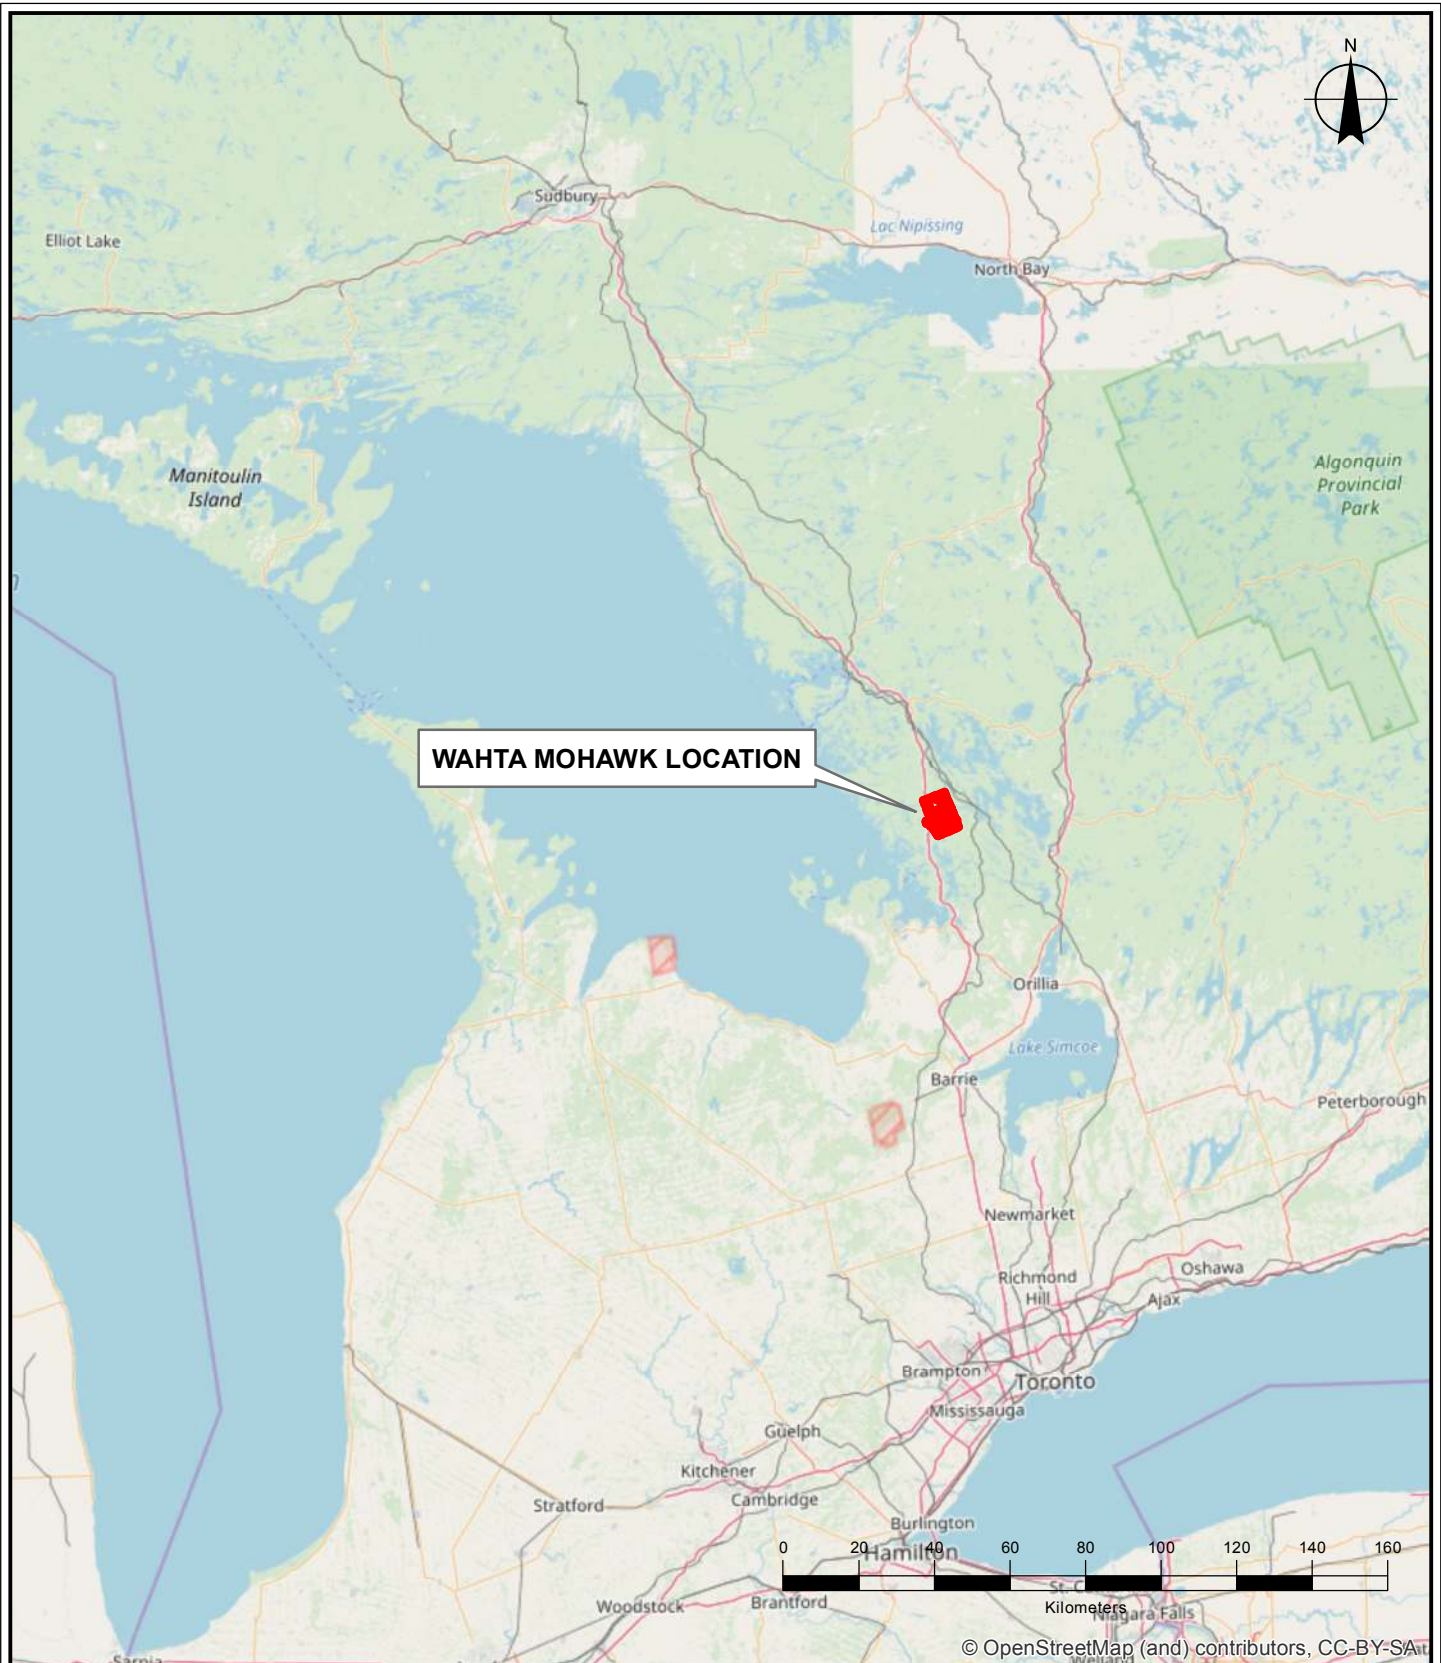 N
Sudbury
Lac Nipissing
Elliot Lake
North Bay
Algonquin
Provincial
Park
Manitoulin
Island
WAHTA MOHAWK LOCATION
Orillia
Lake Simcoe
Barrie
Peterborough
Newmarket
Richmond
Hill
Oshawa
Ajax
Brampton
Toronto
Mississauga
Guelph
Kitchener
Cambridge
Stratford
Burlington
Hamilton
0 20 40 60 80 100 120 140 160
Kilometers
Woodstock
Brantford
Niagara Falls
© OpenStreetMap (and) contributors, CC-BY-SA
Sarnia
Welland